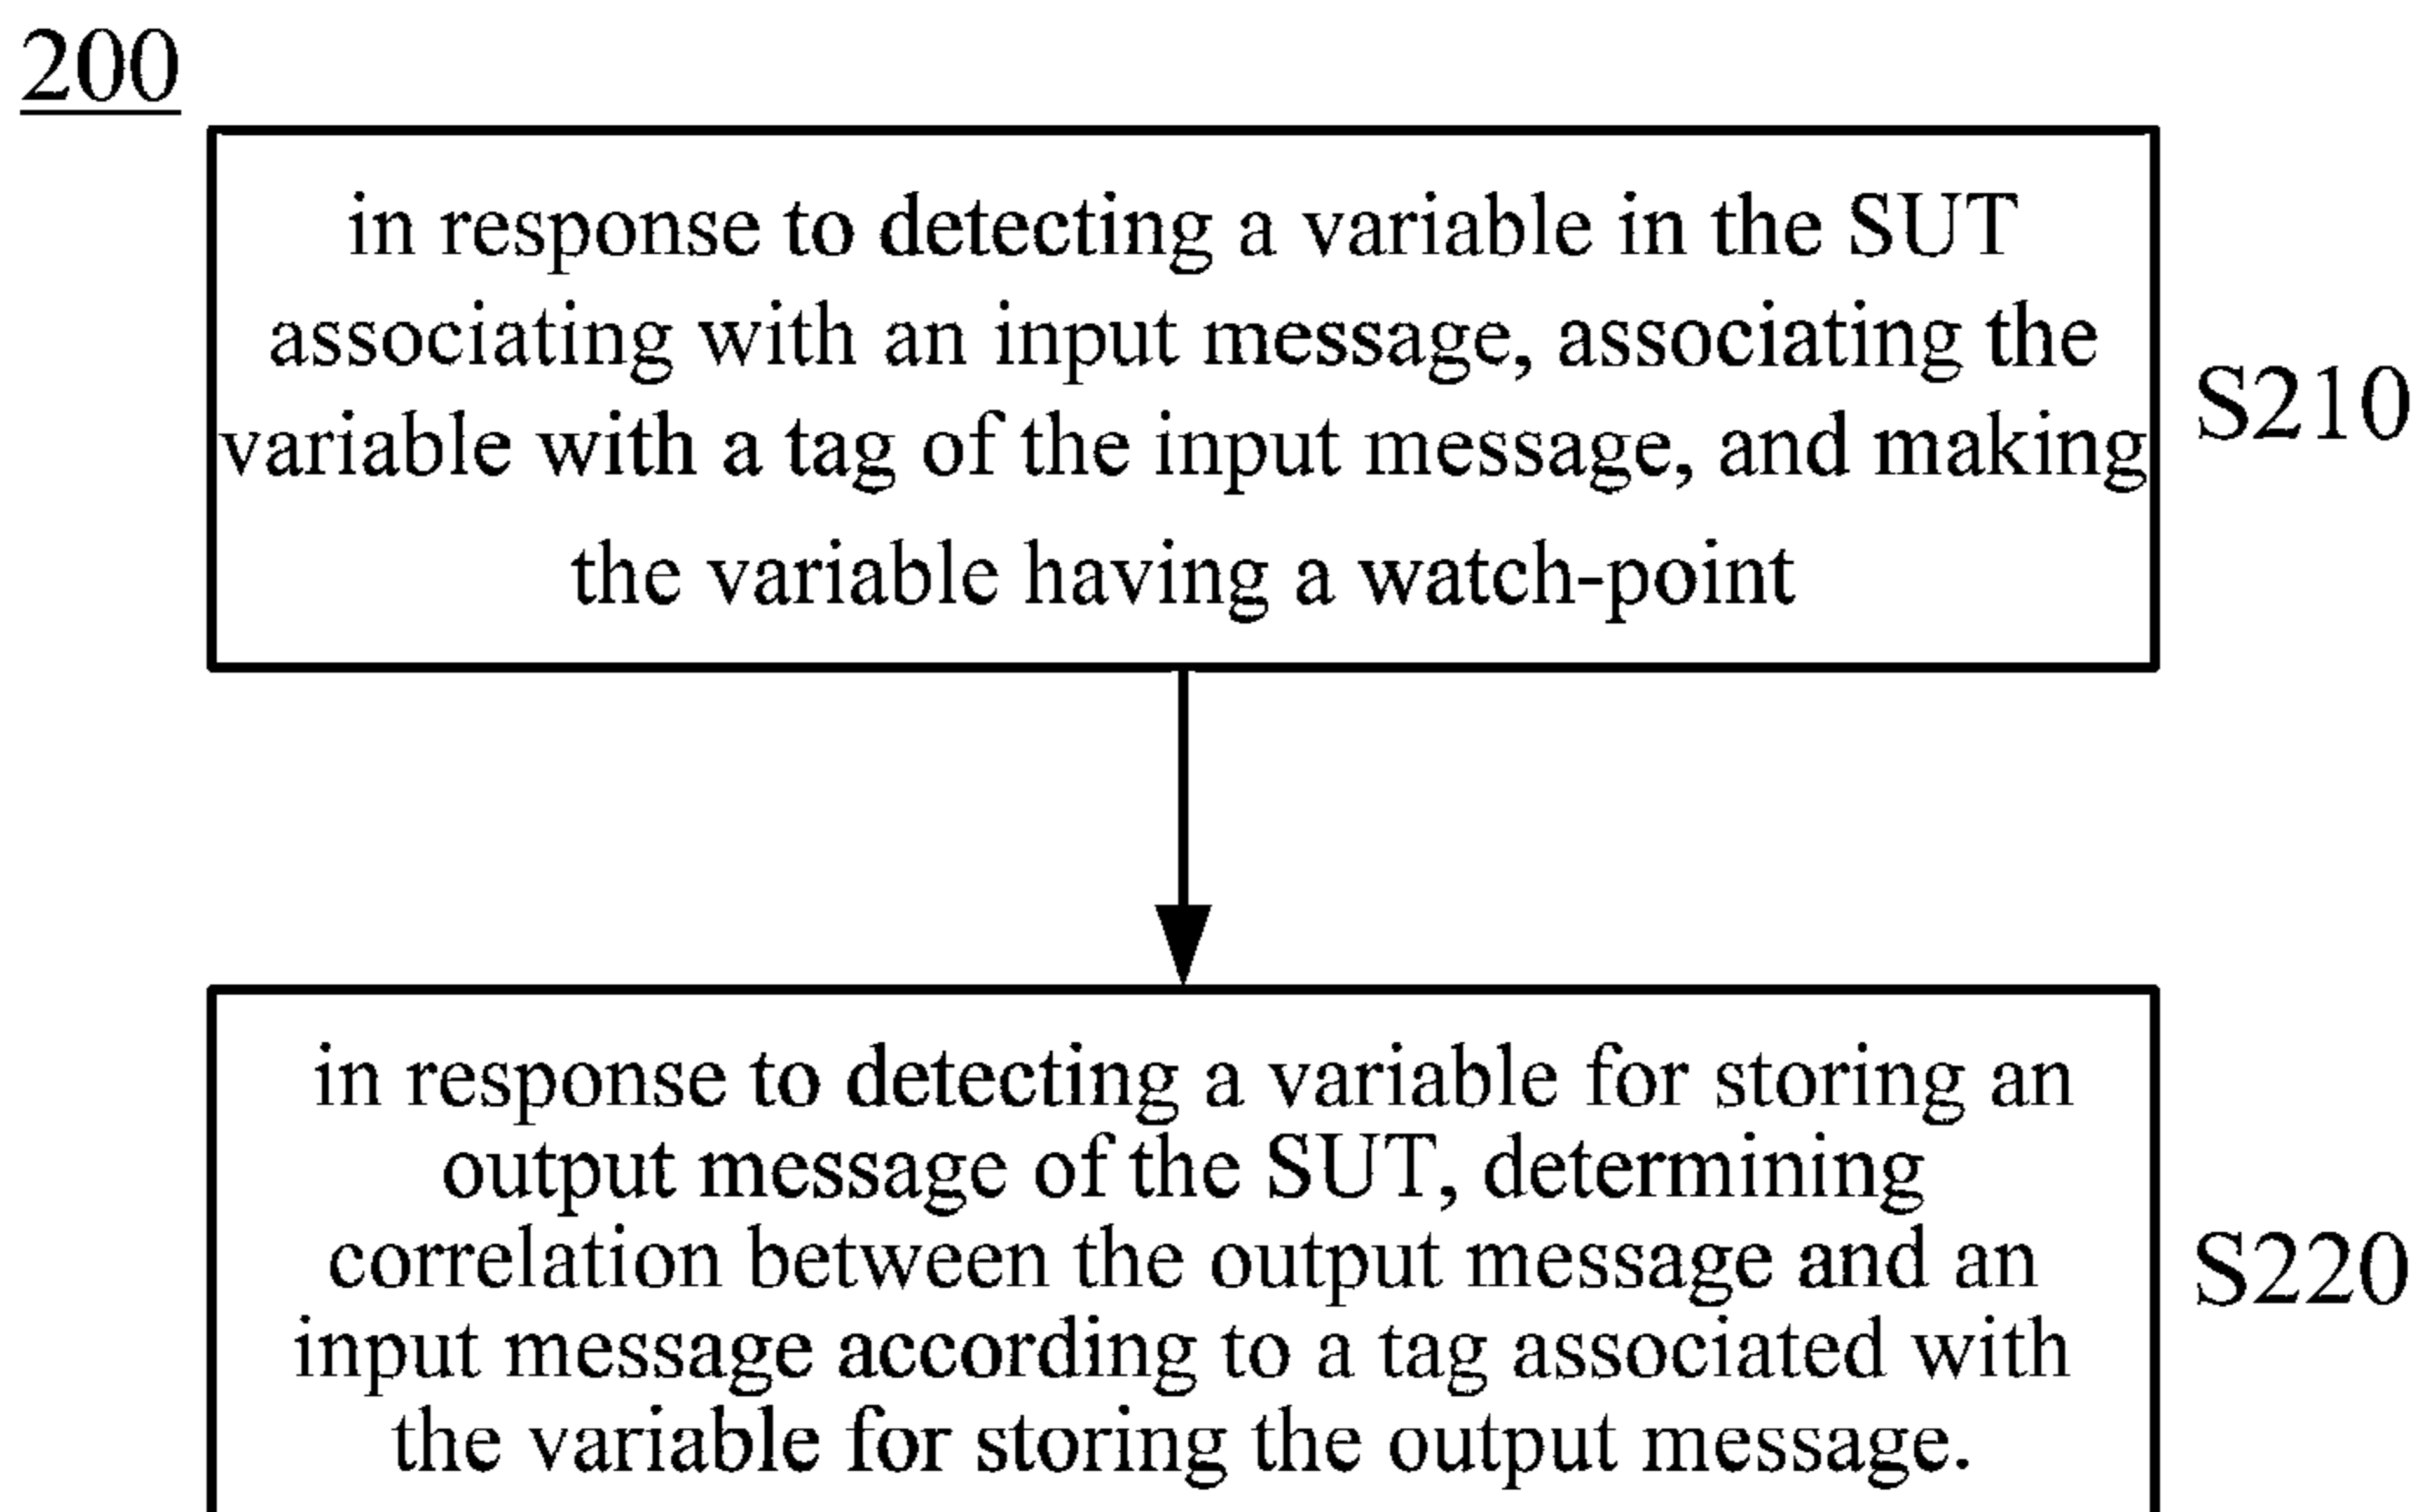 200
in response to detecting a variable in the SUT
associating with an input message, associating the
variable with a tag of the input message, and making
the variable having a watch-point
S210
in response to detecting a variable for storing an
output message of the SUT, determining
correlation between the output message and an
input message according to a tag associated with
the variable for storing the output message.
S220